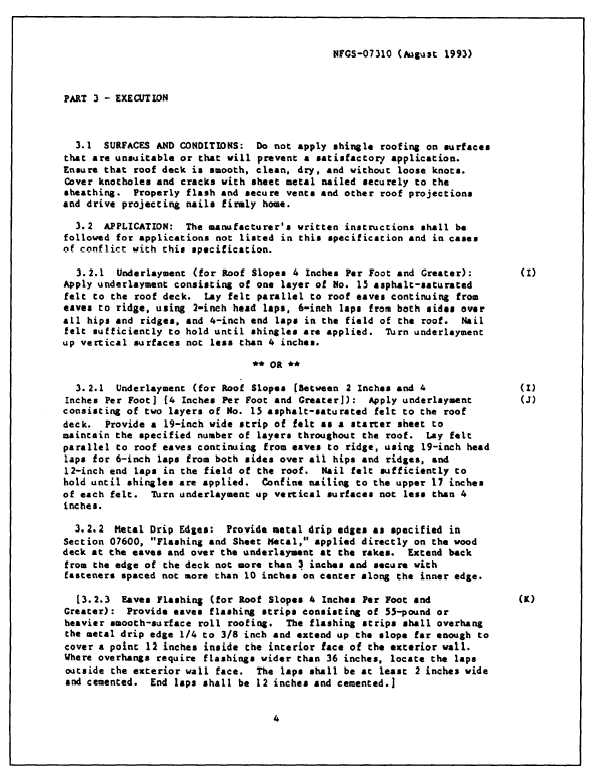 NFGS-07310 (August 1993)
PART 3 - EXECUTION
3.1 SURFACES AND CONDITIONS: Do not apply shingle roofing on surfaces
that are unsuitable or that will prevent a satisfactory application.
Ensure that roof deck is smooth, clean, dry, and without loose knots.
Cover knotholes and cracks with sheet metal nailed securely to the
sheathing. Properly flash and secure vents and other roof projections
and drive projecting nails firmly home.
3.2 APPLICATION: The manufacturer's written instructions shall be
followed for applications not listed in this specification and in cases
of conflict with this specification.
3.2.1 Underlayment (for Roof Slopes 4 Inches Per Foot and Greater): (I)
Apply underlayment consisting of one layer of No. 15 asphalt-saturated
felt to the roof deck. Lay felt parallel to roof eaves continuing from
eaves to ridge, using 2-inch head laps, 6-inch laps from both sides over
all hips and ridges, and 4-inch end laps in the field of the roof. Nail
felt sufficiently to hold until shingles are applied. Turn underlayment
up vertical surfaces not less than 4 inches.
** OR **
3.2.1 Underlayment (for Roof Slopes [Between 2 Inches and 4 (I)
Inches Per Foot] [4 Inches Per Foot and Greater]): Apply underlayment (J)
consisting of two layers of No. 15 asphalt-saturated felt to the roof
deck. Provide a 19-inch wide strip of felt as a starter sheet to
maintain the specified number of layers throughout the roof. Lay felt
parallel to roof eaves continuing from eaves to ridge, using 19-inch head
laps for 6-inch laps from both sides over all hips and ridges, and
12-inch end laps in the field of the roof. Nail felt sufficiently to
hold until shingles are applied. Confine nailing to the upper 17 inches
of each felt. Turn underlayment up vertical surfaces not less than 4
inches.
3.2.2 Metal Drip Edges: Provide metal drip edges as specified in
Section 07600, "Flashing and Sheet Metal," applied directly on the wood
deck at the eaves and over the underlayment at the rakes. Extend back
from the edge of the deck not more than 3 inches and secure with
fasteners spaced not more than 10 inches on center along the inner edge.
[3.2.3 Eaves Flashing (for Roof Slopes 4 Inches Per Foot and (K)
Greater): Provide eaves flashing strips consisting of 55-pound or
heavier smooth-surface roll roofing. The flashing strips shall overhang
the metal drip edge 1/4 to 3/8 inch and extend up the slope far enough to
cover a point 12 inches inside the interior face of the exterior wall.
Where overhangs require flashings wider than 36 inches, locate the laps
outside the exterior wall face. The laps shall be at least 2 inches wide
and cemented. End laps shall be 12 inches and cemented.]
4